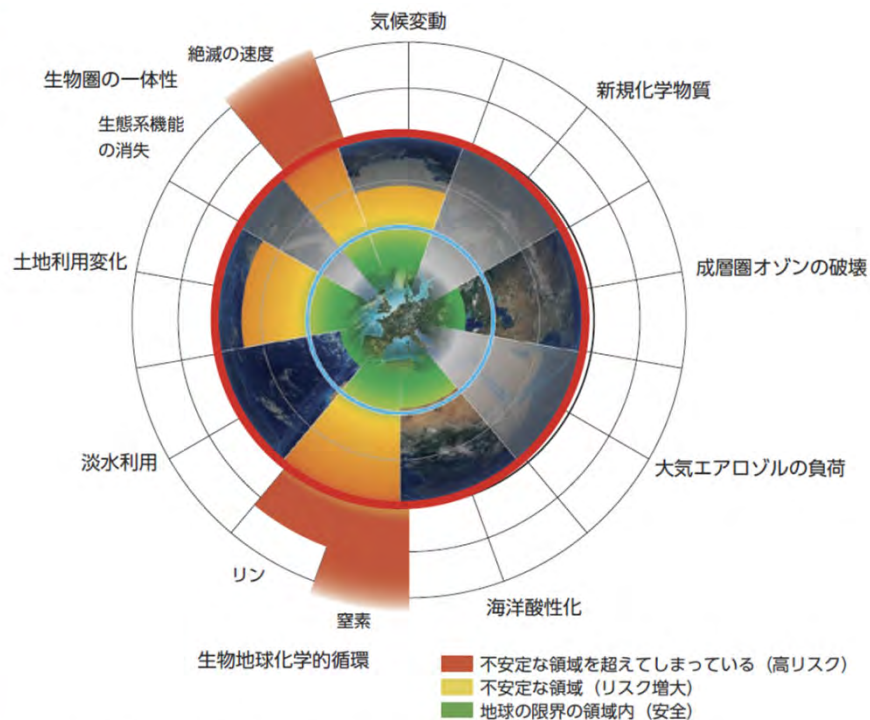 気候変動
絶滅の速度
生物圏の一体性
新規化学物質
生態系機能
の消失
土地利用変化
成層圏オゾンの破壊
淡水利用
大気エアロゾルの負荷
リン
海洋酸性化
窒素
生物地球化学的循環
不安定な領域を超えてしまっている（高リスク）
不安定な領域（リスク増大）
地球の限界の領域内（安全）